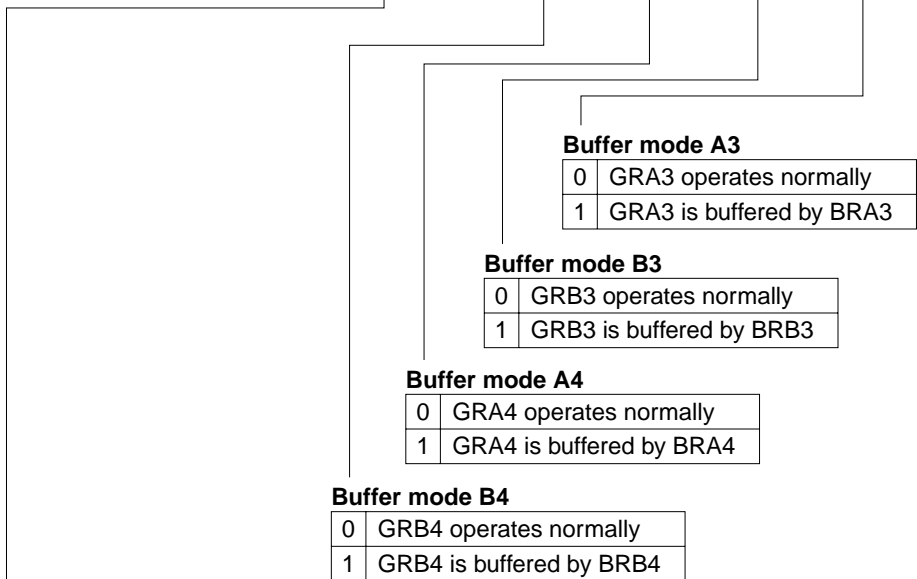 Buffer mode A3
0 GRA3 operates normally
1 GRA3 is buffered by BRA3
Buffer mode B3
0 GRB3 operates normally
1 GRB3 is buffered by BRB3
Buffer mode A4
0 GRA4 operates normally
1 GRA4 is buffered by BRA4
Buffer mode B4
0 GRB4 operates normally
1 GRB4 is buffered by BRB4